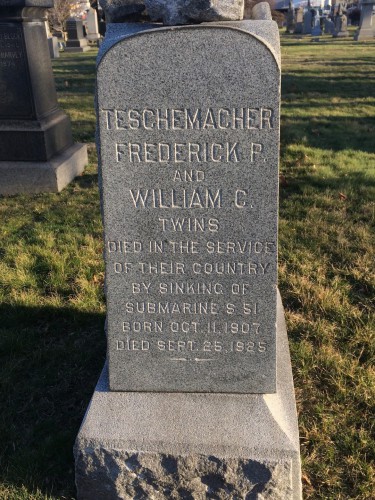 TESCHEMACHER
FREDERICK P.
AND
WILLIAM C.
TWINS
DIED IN THE SERVICE
OF THEIR COUNTRY
BY SINKING OF
SUBMARINE S 51
BORN OCT. 11, 1907.
DIED SEPT. 25, 1925